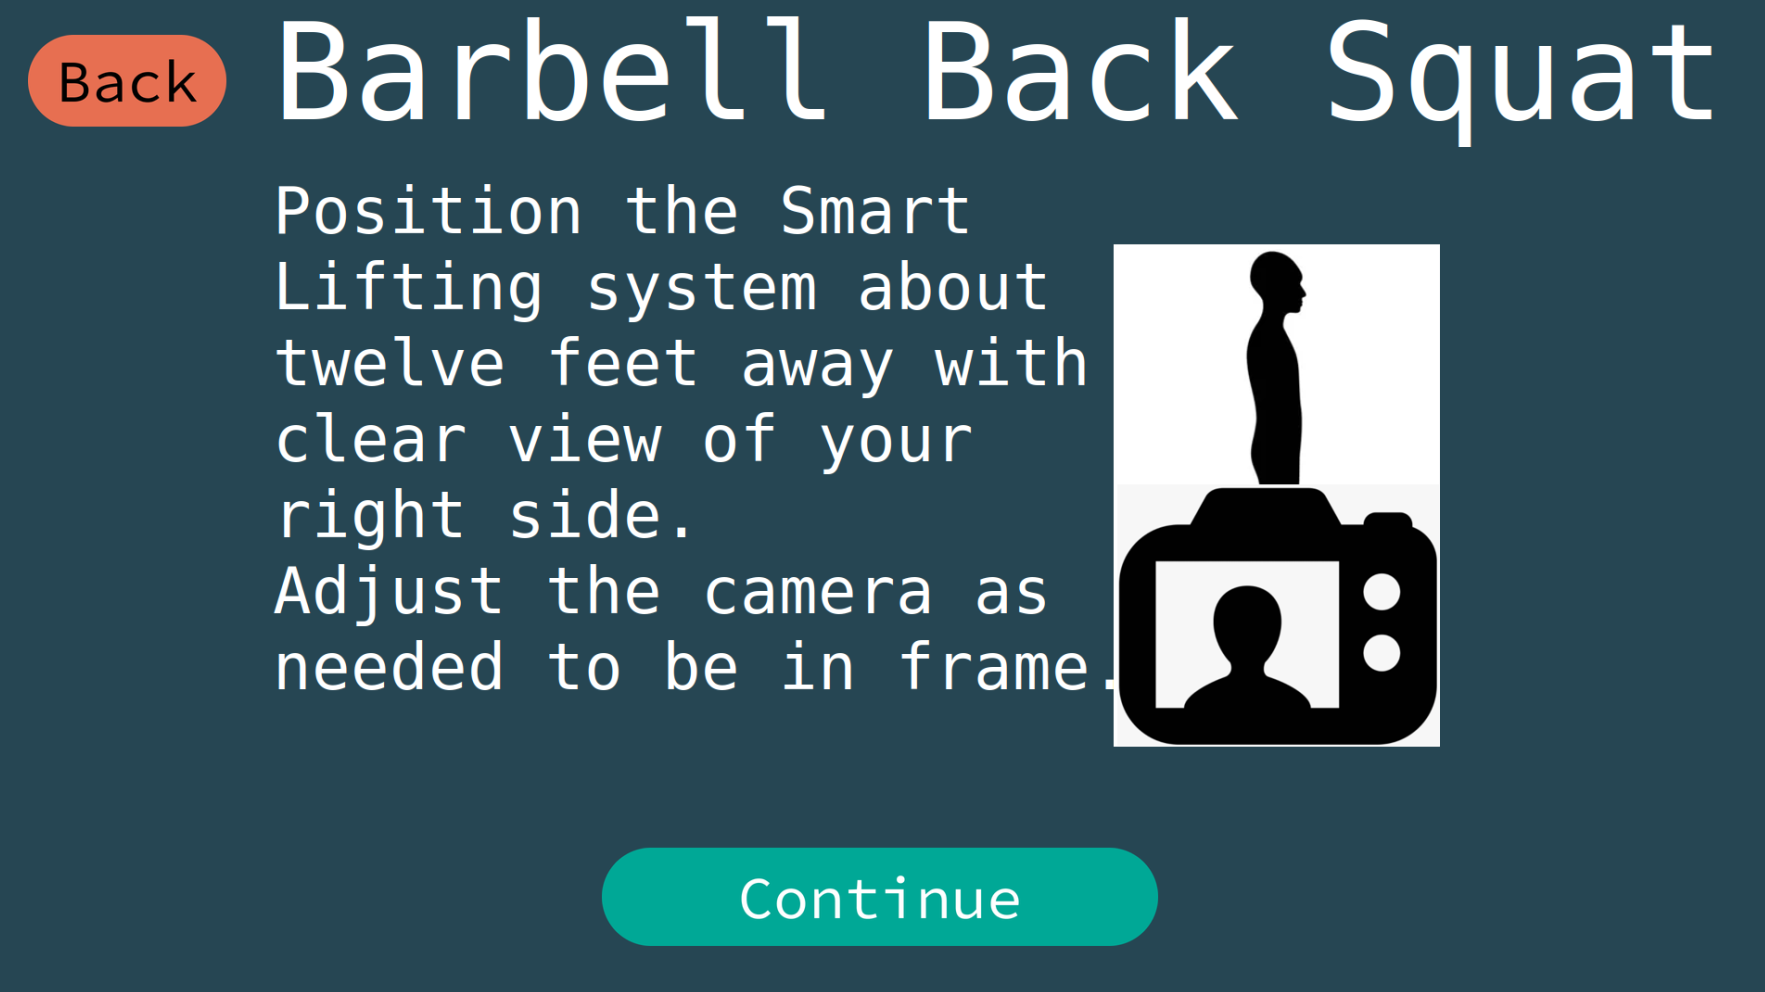 Back
Barbell Back Squat
Position the Smart
Lifting system about
twelve feet away with
clear view of your
right side.
Adjust the camera as
needed to be in frame.
Continue